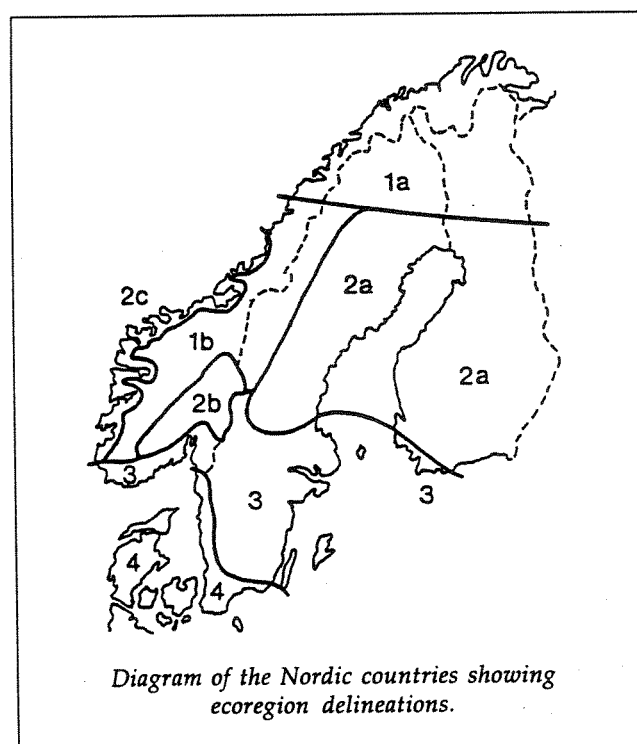 1a
2c
2a
1b
2a
2b
3
3
3
4
4
Diagram of the Nordic countries showing
ecoregion delineations.